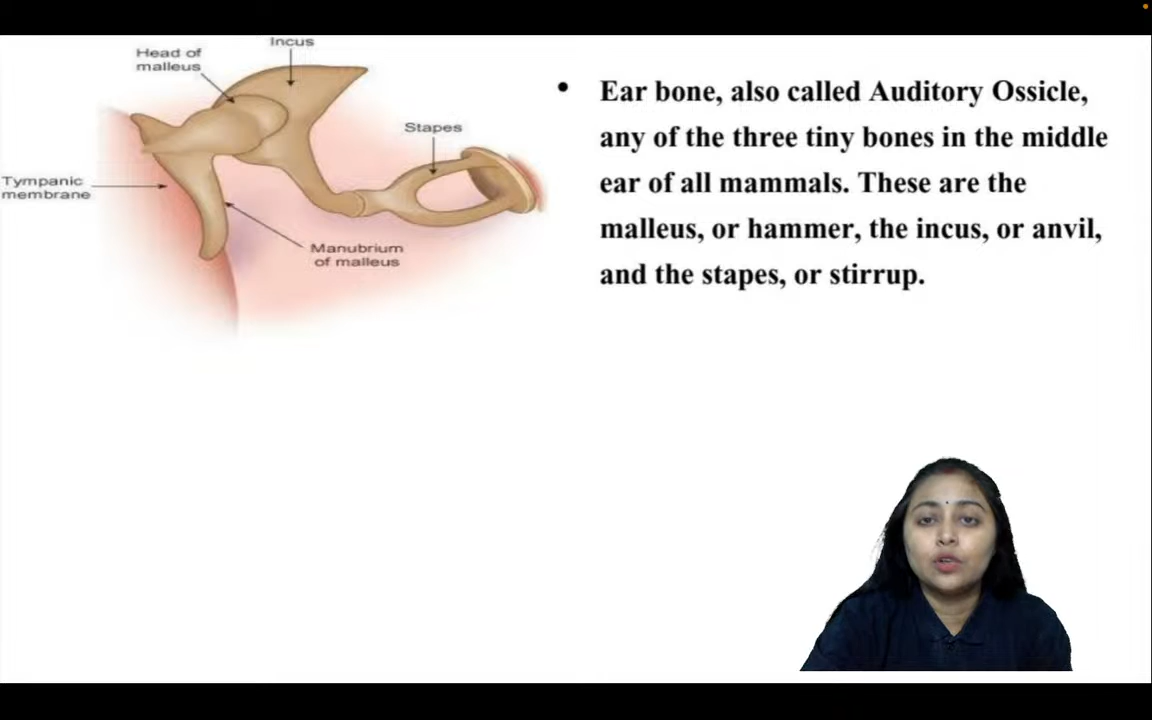 Incus
Head of
malleus
Stapes
Tympanic
membrane
Manubrium
of malleus
• Ear bone, also called Auditory Ossicle,
any of the three tiny bones in the middle
ear of all mammals. These are the
malleus, or hammer, the incus, or anvil,
and the stapes, or stirrup.